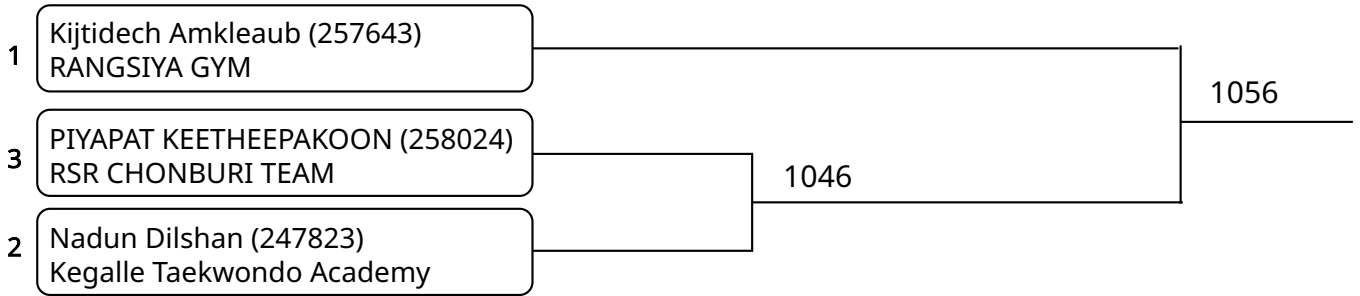 1
Kijtidech Amkleaub (257643)
RANGSIYA GYM
1056
3
PIYAPAT KEETHEEPAKOON (258024)
RSR CHONBURI TEAM
1046
2
Nadun Dilshan (247823)
Kegalle Taekwondo Academy